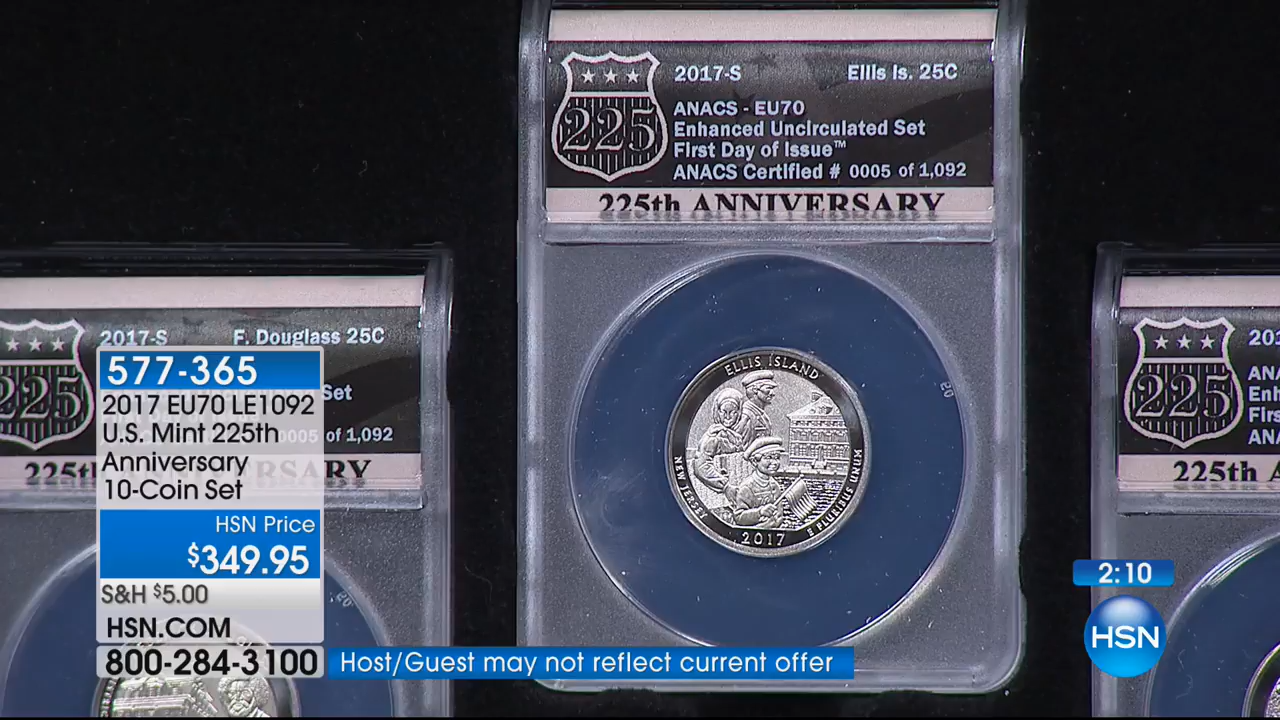 225
2017-S Ellis Is. 25C
ANACS - EU70
Enhanced Uncirculated Set
First Day of Issue™
ANACS Certified # 0005 of 1,092
225th ANNIVERSARY
ELLIS ISLAND
NEW JERSEY
E PLURIBUS UNUM
2017
225
2017-S F. Douglass 25C
Set
0005 of 1,092
225th
RSARY
225
225th
577-365
2017 EU70 LE1092
U.S. Mint 225th
Anniversary
10-Coin Set
HSN Price
$349.95
S&H $5.00
HSN.COM
800-284-3100
Host/Guest may not reflect current offer
2:10
HSN